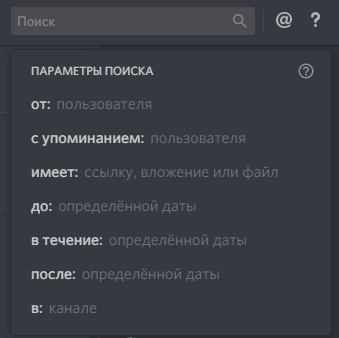 Поиск
@ ?
ПАРАМЕТРЫ ПОИСКА ?
от: пользователя
с упоминанием: пользователя
имеет: ссылку, вложение или файл
до: определённой даты
в течение: определённой даты
после: определённой даты
в: канале